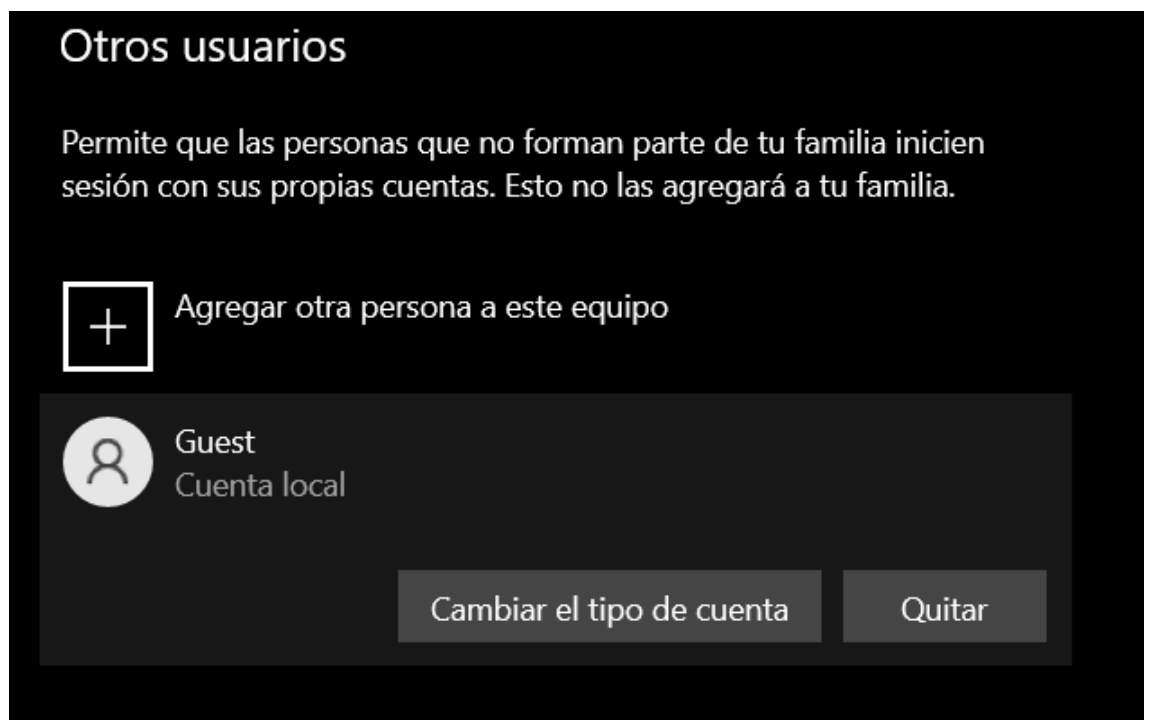 Otros usuarios
Permite que las personas que no forman parte de tu familia inicien
sesión con sus propias cuentas. Esto no las agregará a tu familia.
Agregar otra persona a este equipo
Guest
Cuenta local
Cambiar el tipo de cuenta
Quitar